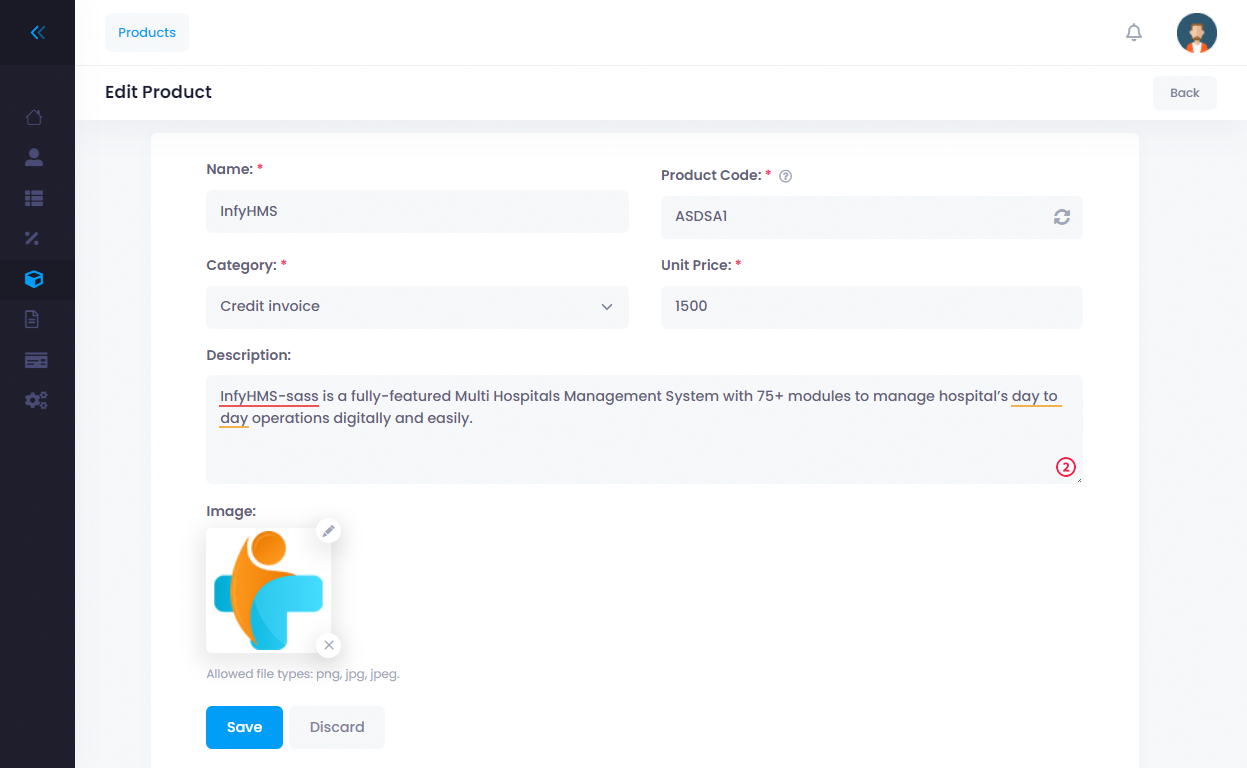 Products
Edit Product
Back
Name: *
Product Code: *
InfyHMS
ASDSA1
Category: *
Unit Price: *
Credit invoice
1500
Description:
InfyHMS-sass is a fully-featured Multi Hospitals Management System with 75+ modules to manage hospital's day to
day operations digitally and easily.
2
Image:
Allowed file types: png, jpg, jpeg.
Save
Discard